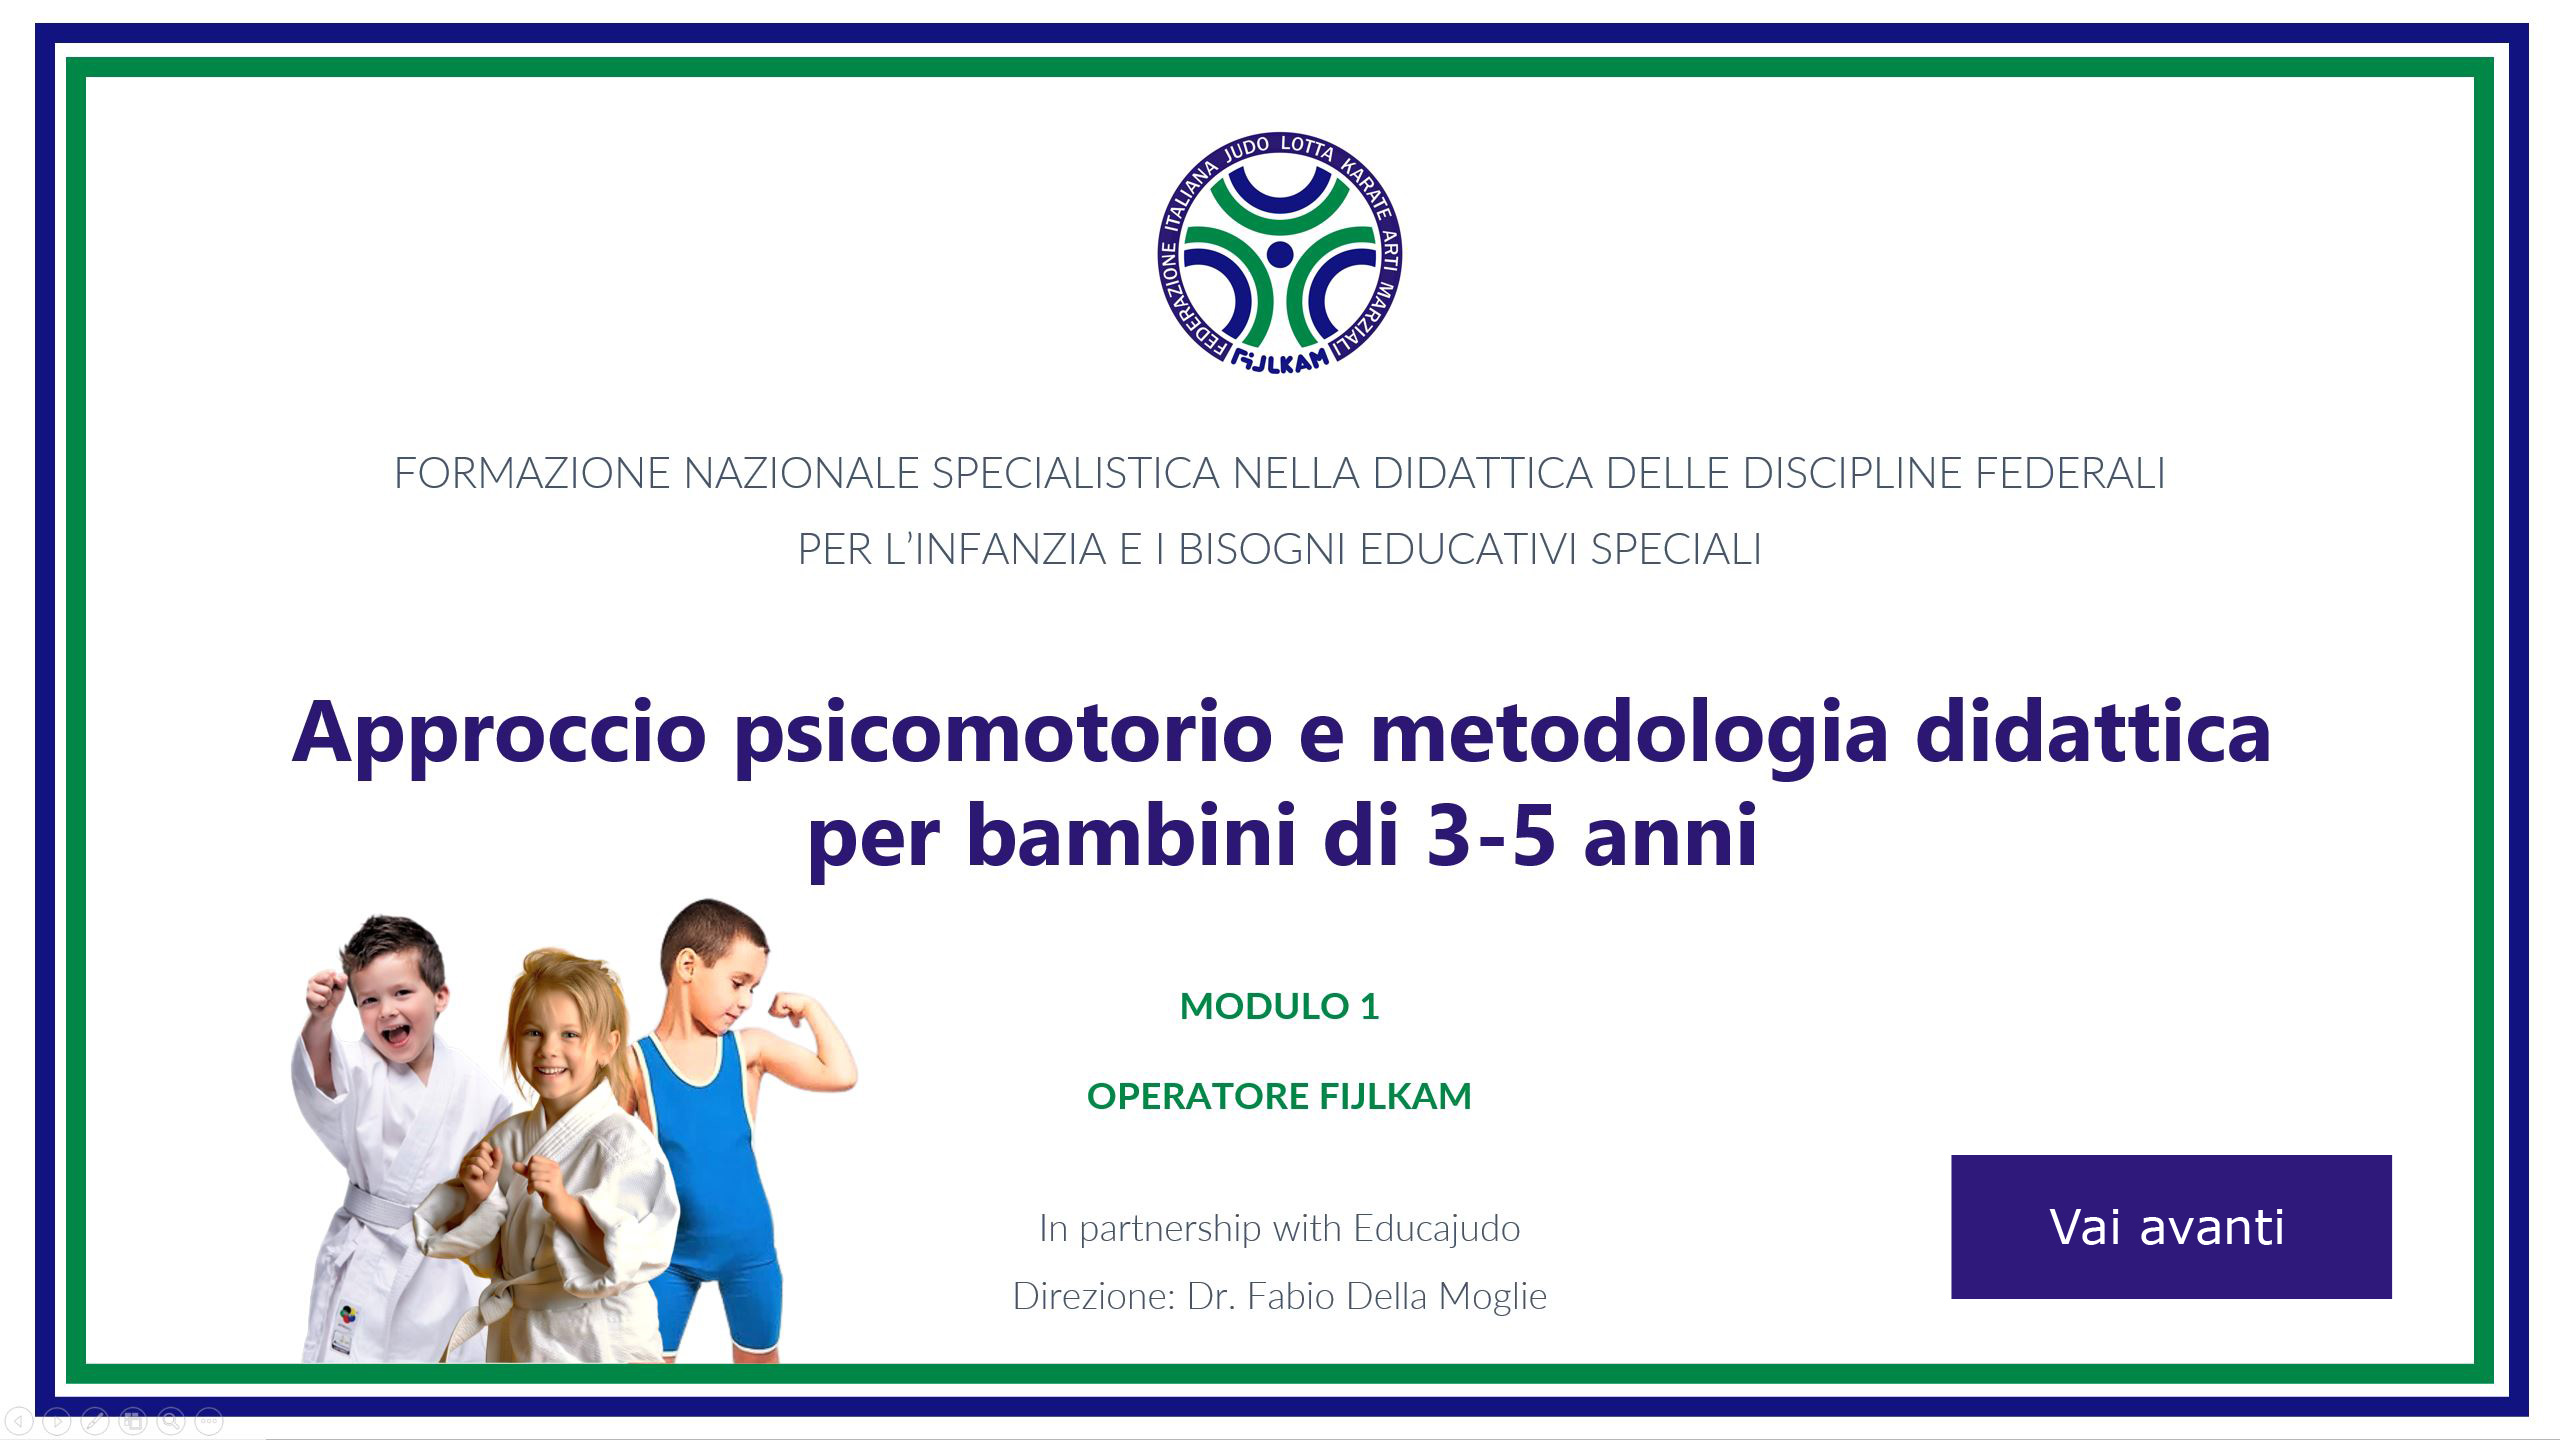 FEDERAZIONE ITALIANA JUDO LOTTA KARATE ARTI MARZIALI
FIJLKAM
FORMAZIONE NAZIONALE SPECIALISTICA NELLA DIDATTICA DELLE DISCIPLINE FEDERALI
PER L’INFANZIA E I BISOGNI EDUCATIVI SPECIALI
Approccio psicomotorio e metodologia didattica
per bambini di 3-5 anni
MODULO 1
OPERATORE FIJLKAM
In partnership with Educajudo
Direzione: Dr. Fabio Della Moglie
Vai avanti